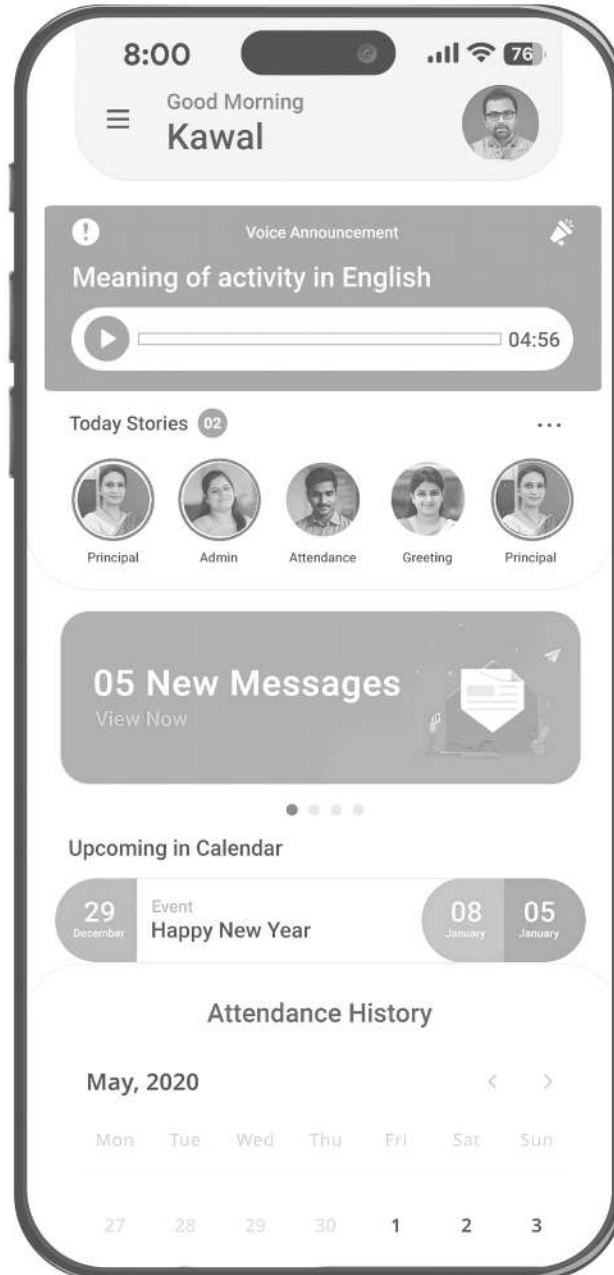 8:00
76
Good Morning
Kawal
Voice Announcement
Meaning of activity in English
04:56
Today Stories 02
Principal Admin Attendance Greeting Principal
05 New Messages
View Now
Upcoming in Calendar
29 December
Event
Happy New Year
08 January
05 January
Attendance History
May, 2020
Mon Tue Wed Thu Fri Sat Sun
27 28 29 30 1 2 3